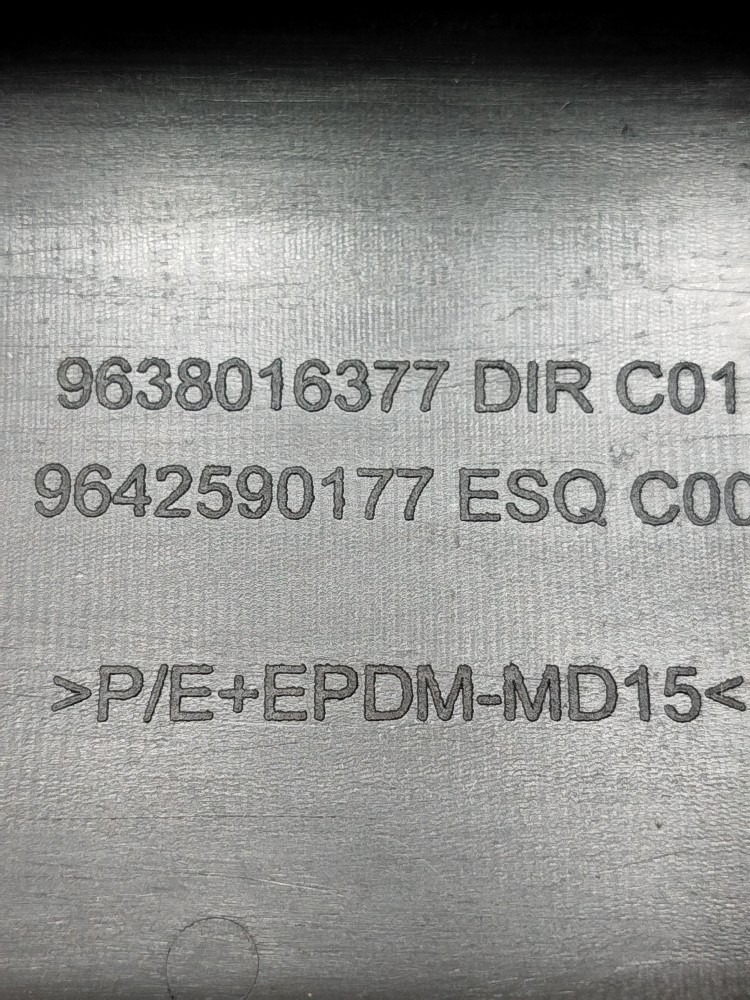 9638016377 DIR C01
9642590177 ESQ C00
>P/E+EPDM-MD15<